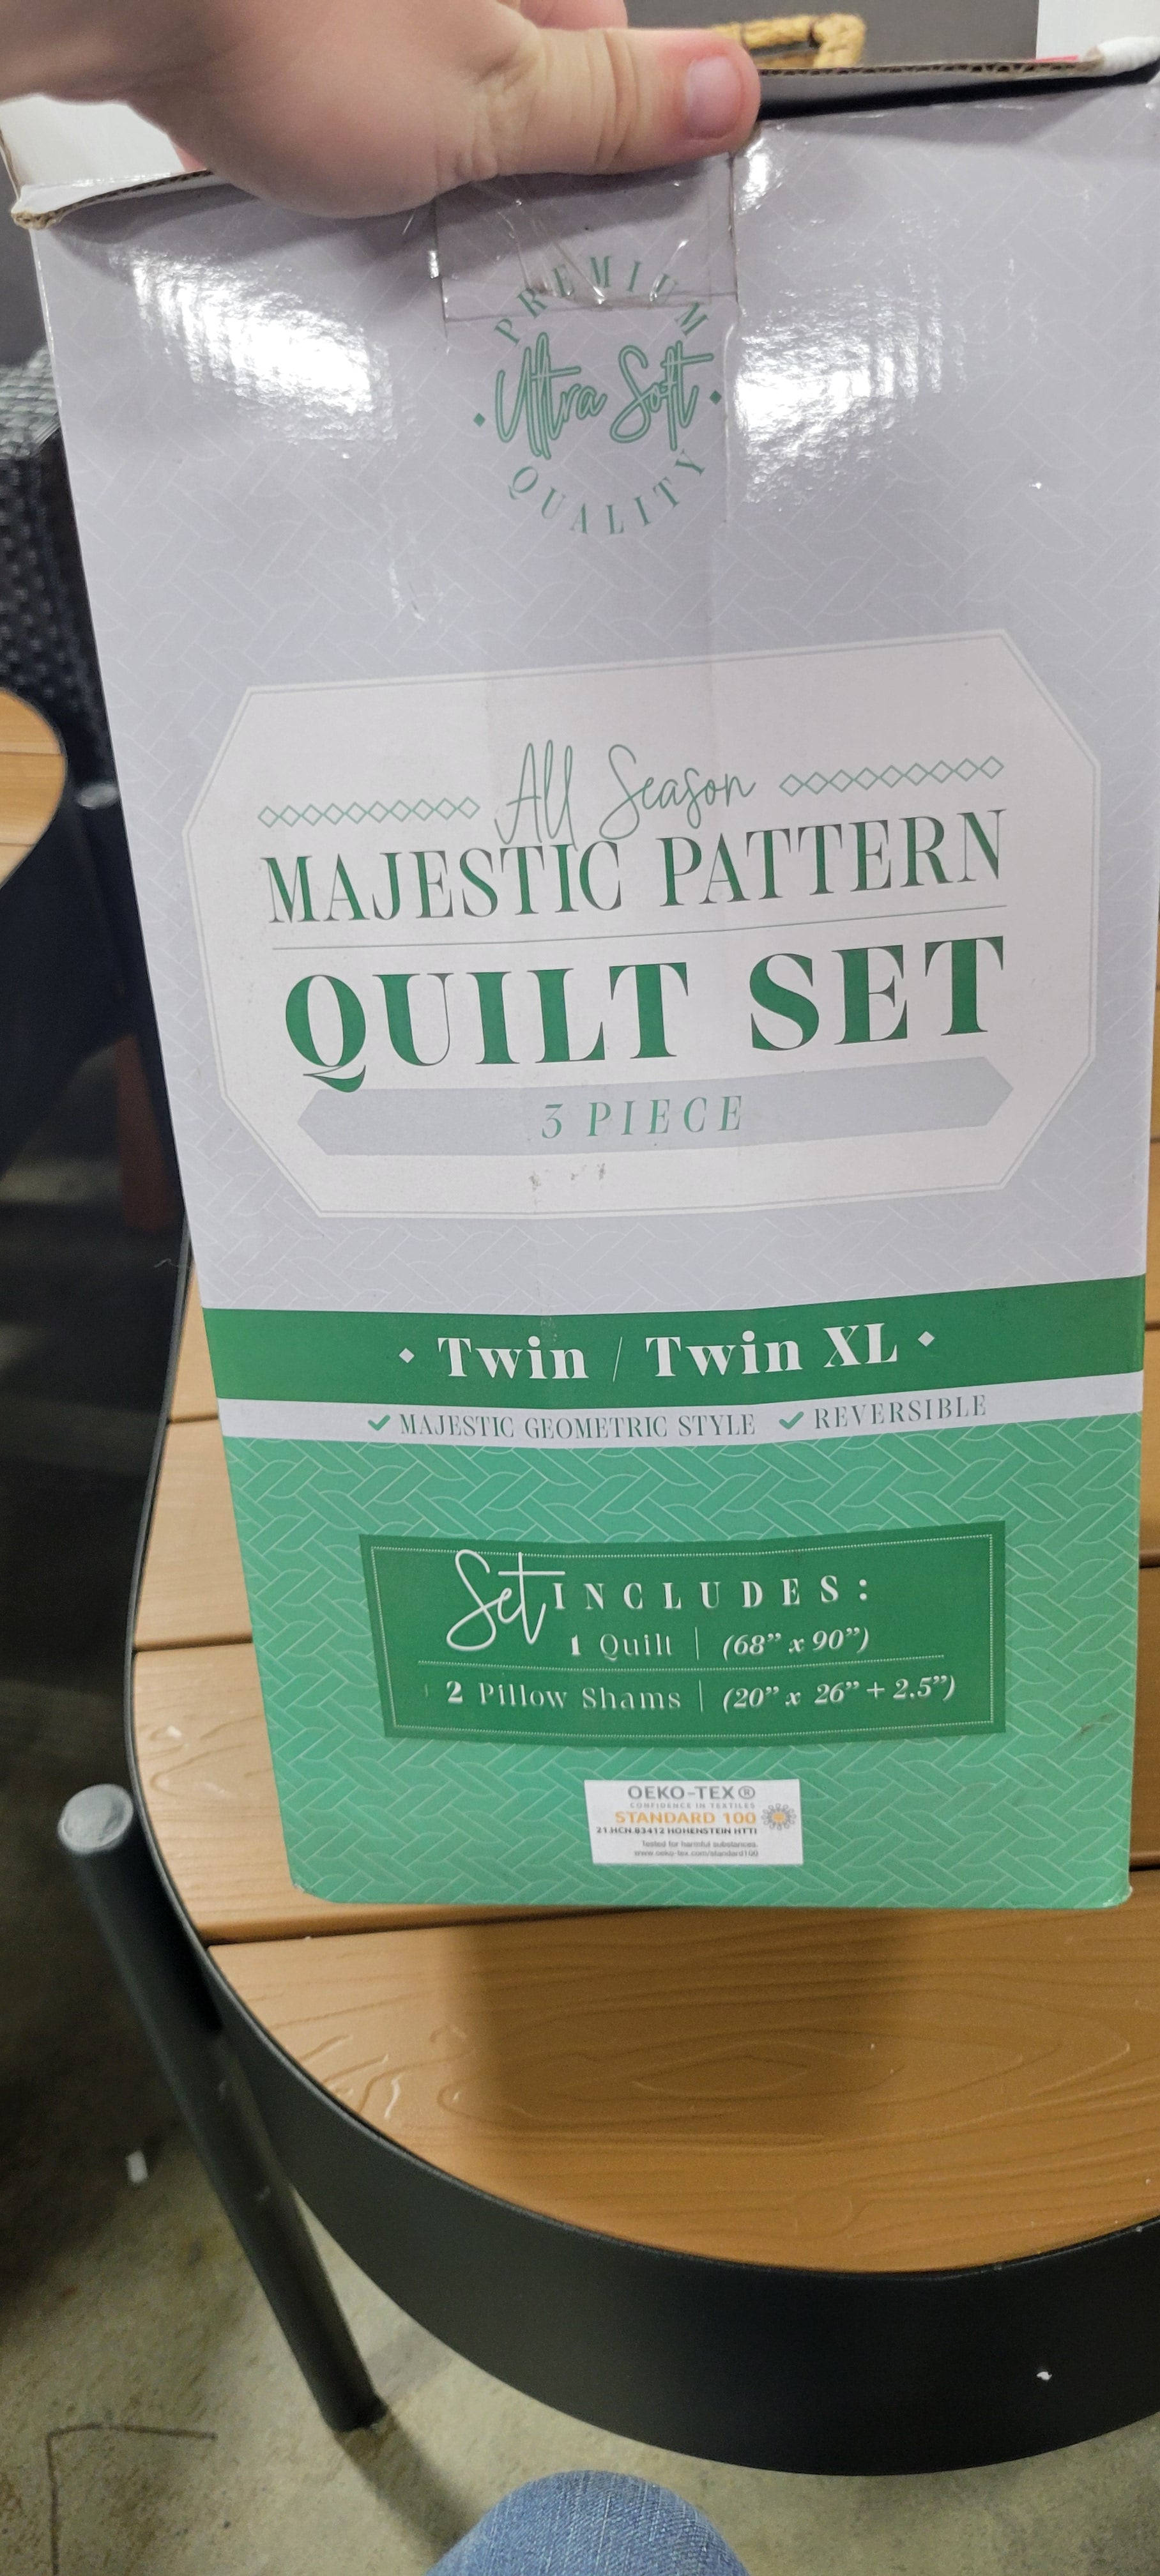 PREMIUM
Ultra Soft
QUALITY
All Season
MAJESTIC PATTERN
QUILT SET
3 PIECE
Twin / Twin XL
MAJESTIC GEOMETRIC STYLE REVERSIBLE
Set INCLUDES:
1 Quilt | (68” x 90”)
2 Pillow Shams | (20” x 26” + 2.5”)
OEKO-TEX®
CONFIDENCE IN TEXTILES
STANDARD 100
21.HCN.83412 HOHENSTEIN HTTI
Tested for harmful substances.
www.oeko-tex.com/standard100